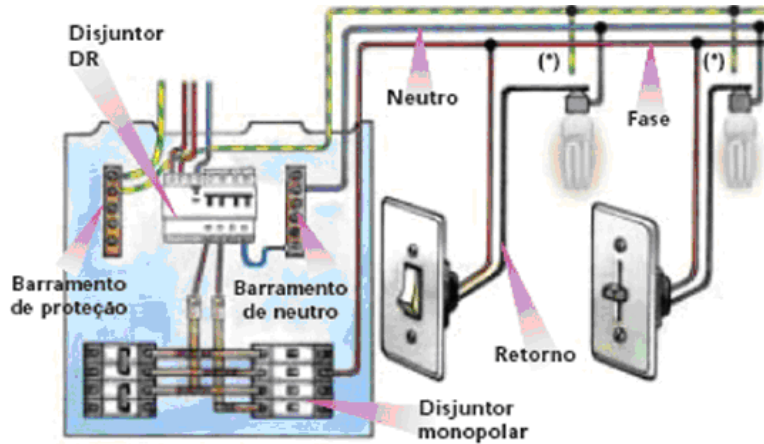 Disjuntor
DR
(*)
(*)
Neutro
Fase
Barramento
de proteção
Barramento
de neutro
Retorno
Disjuntor
monopolar